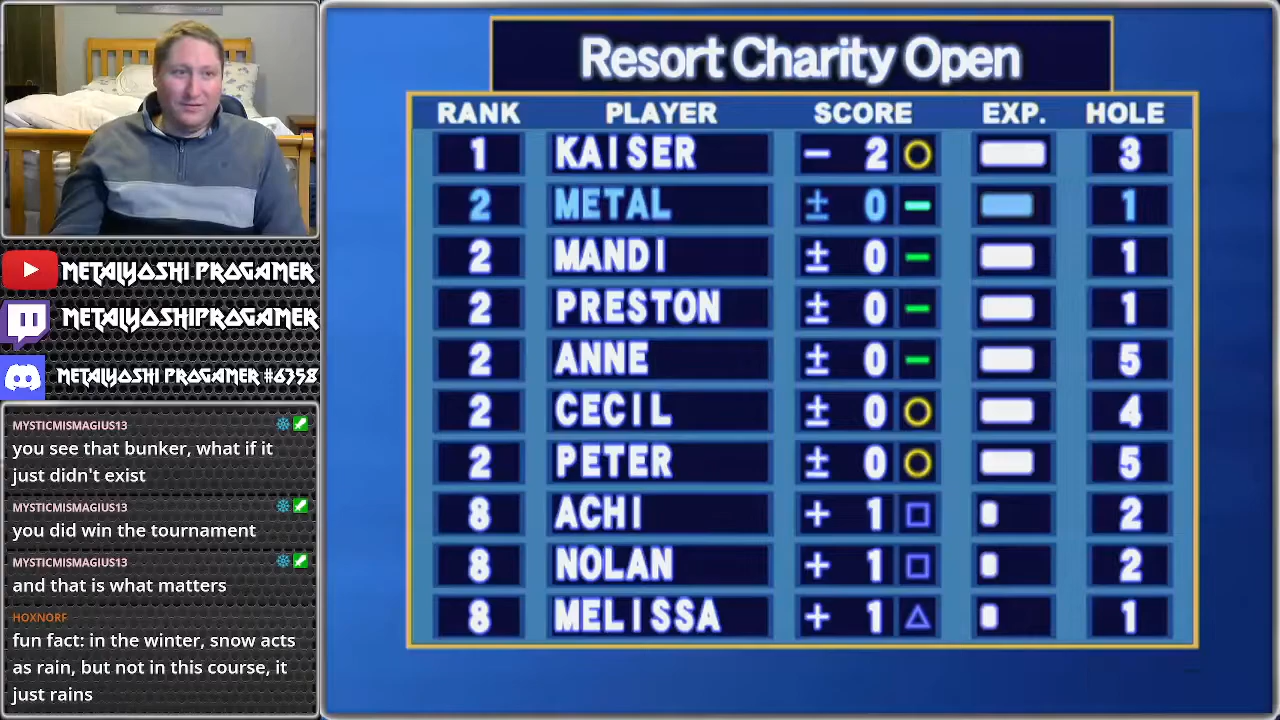 Resort Charity Open
RANK PLAYER SCORE EXP. HOLE
1 KAISER - 2 ○ 3
2 METAL ± 0 - 1
2 MANDI ± 0 - 1
2 PRESTON ± 0 - 1
2 ANNE ± 0 - 5
2 CECIL ± 0 ○ 4
2 PETER ± 0 ○ 5
8 ACHI + 1 □ 2
8 NOLAN + 1 □ 2
8 MELISSA + 1 △ 1
METALYOSHI PROGAMER
METALYOSHIPROGAMER
METALYOSHI PROGAMER #6358
MYSTICMISMAGIUS13
you see that bunker, what if it
just didn't exist
MYSTICMISMAGIUS13
you did win the tournament
MYSTICMISMAGIUS13
and that is what matters
HOXNORF
fun fact: in the winter, snow acts
as rain, but not in this course, it
just rains